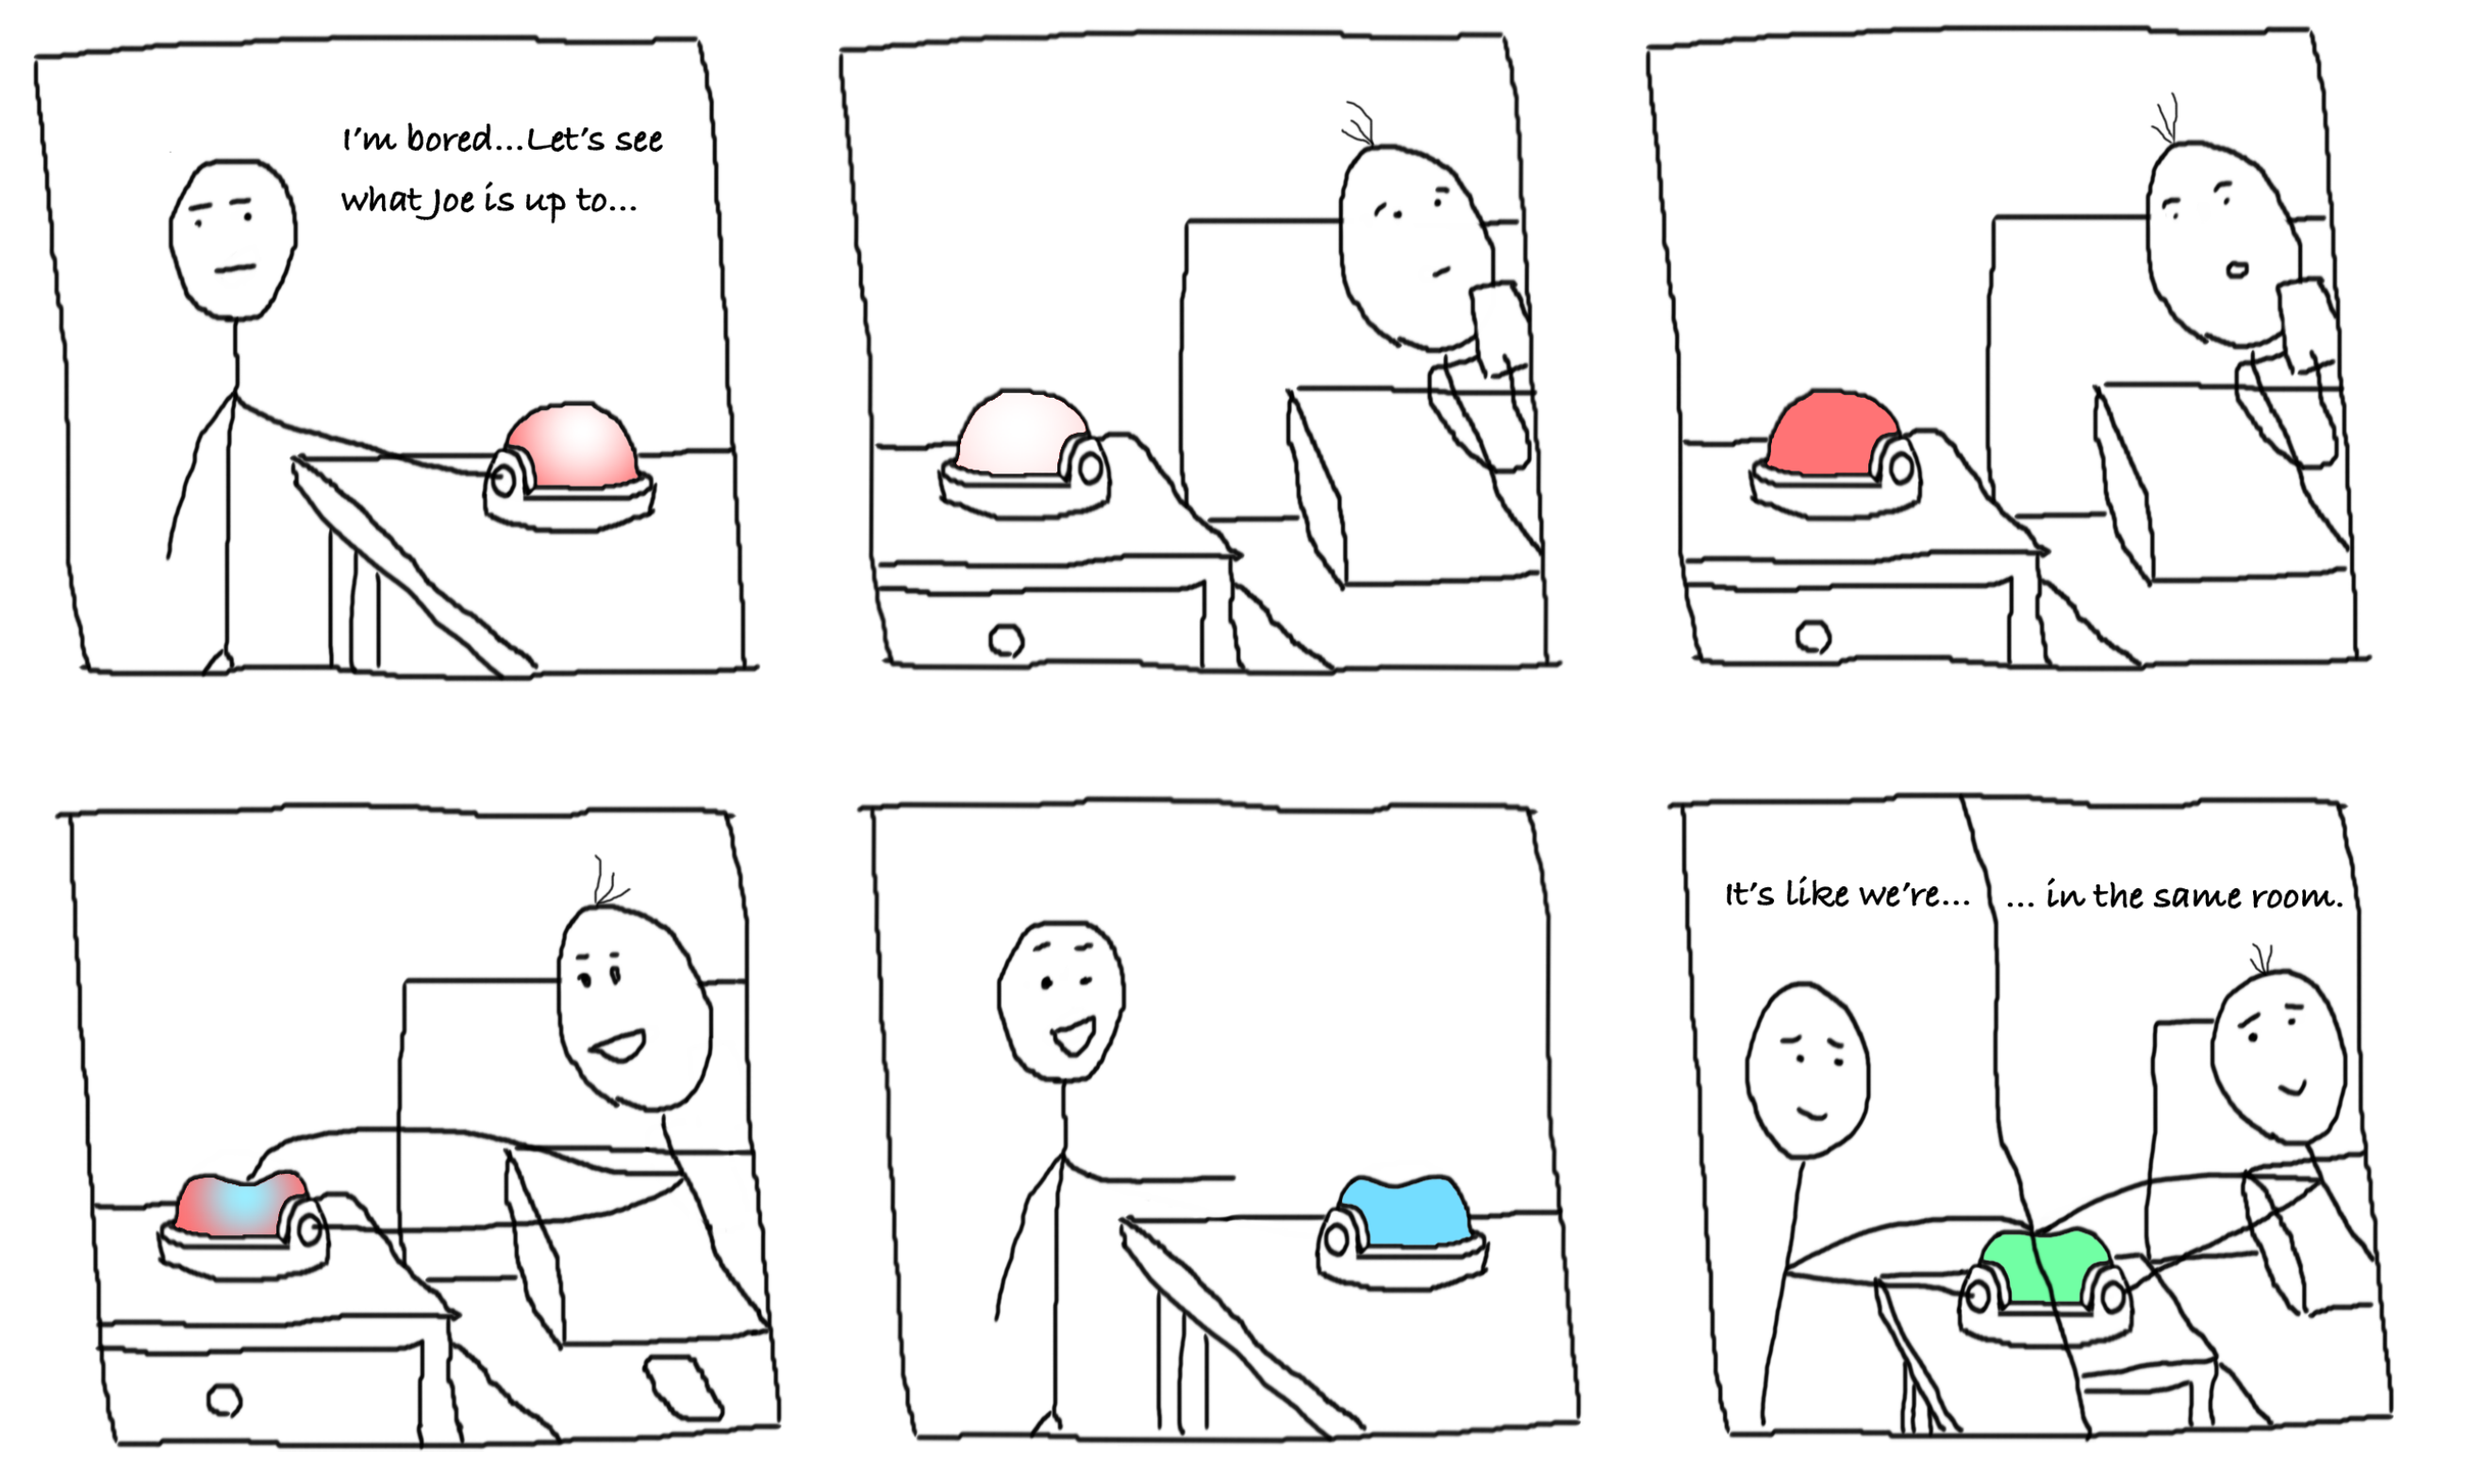 I'm bored...Let's see
what Joe is up to...
It's like we're...
... in the same room.